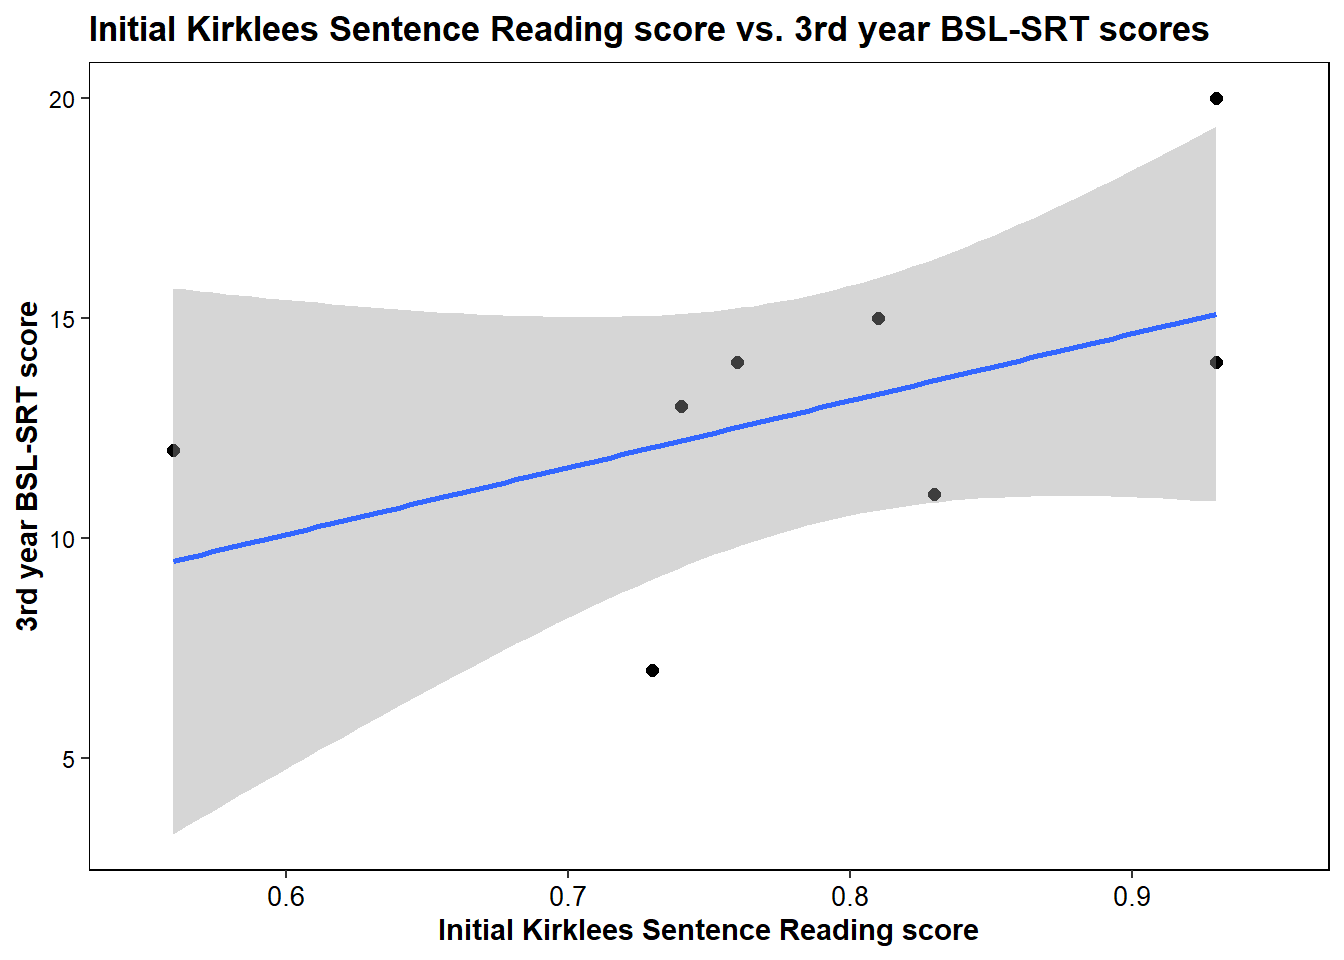 Initial Kirklees Sentence Reading score vs. 3rd year BSL-SRT scores
20
15
10
5
3rd year BSL-SRT score
0.6 0.7 0.8 0.9
Initial Kirklees Sentence Reading score